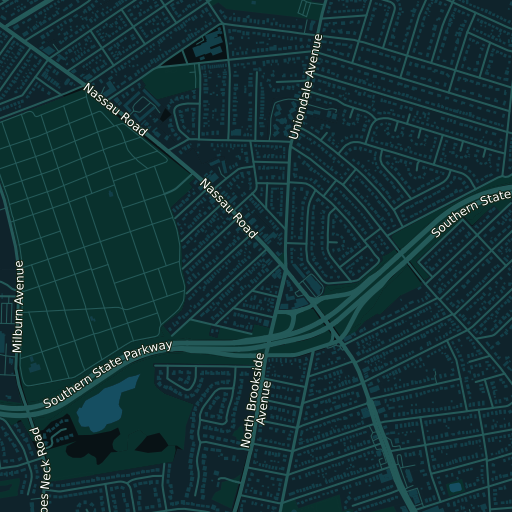 Nassau Road
Uniondale Avenue
Nassau Road
Southern State
Milburn Avenue
Southern State Parkway
North Brookside
Avenue
Neck Road